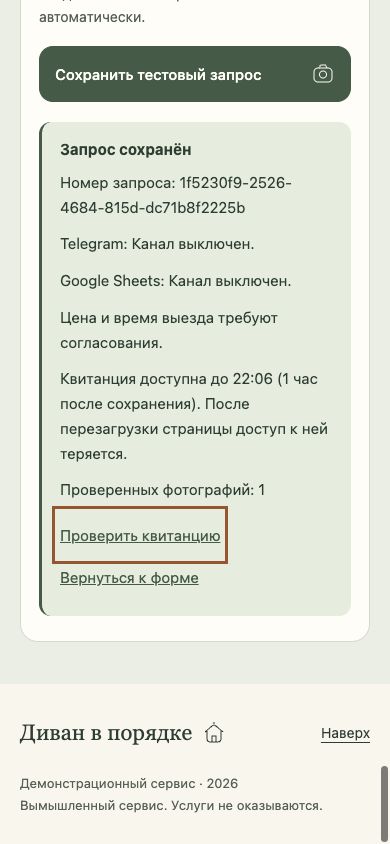 автоматически.
Сохранить тестовый запрос
Запрос сохранён
Номер запроса: 1f5230f9-2526-
4684-815d-dc71b8f2225b
Telegram: Канал выключен.
Google Sheets: Канал выключен.
Цена и время выезда требуют
согласования.
Квитанция доступна до 22:06 (1 час
после сохранения). После
перезагрузки страницы доступ к ней
теряется.
Проверенных фотографий: 1
Проверить квитанцию
Вернуться к форме
Диван в порядке
Наверх
Демонстрационный сервис · 2026
Вымышленный сервис. Услуги не оказываются.